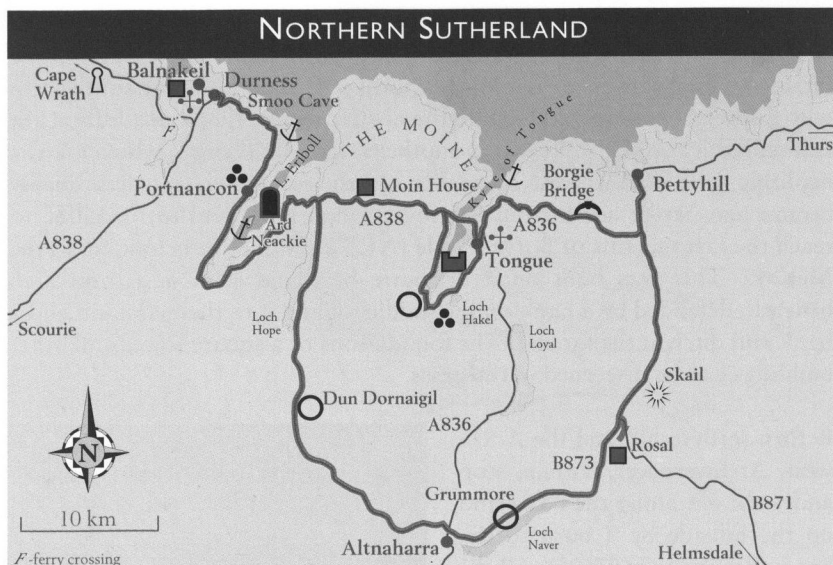 NORTHERN SUTHERLAND
Cape
Wrath
Balnakeil
Durness
Smoo Cave
F
THE MOINE
Kyle of Tongue
L. Eriboll
Thurs
Portnancon
Moin House
Borgie
Bridge
Bettyhill
A838
Ard
Neackie
A838
A836
Tongue
Scourie
Loch
Hope
Loch
Hakel
Loch
Loyal
Skail
Dun Dornaigil
A836
Rosal
B873
N
Grummore
B871
10 km
Loch
Naver
Altnaharra
Helmsdale
F -ferry crossing